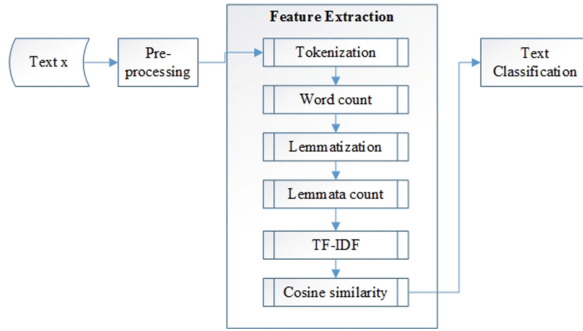 Feature Extraction
Text x
Pre-
processing
Tokenization
Word count
Lemmatization
Lemmata count
TF-IDF
Cosine similarity
Text
Classification